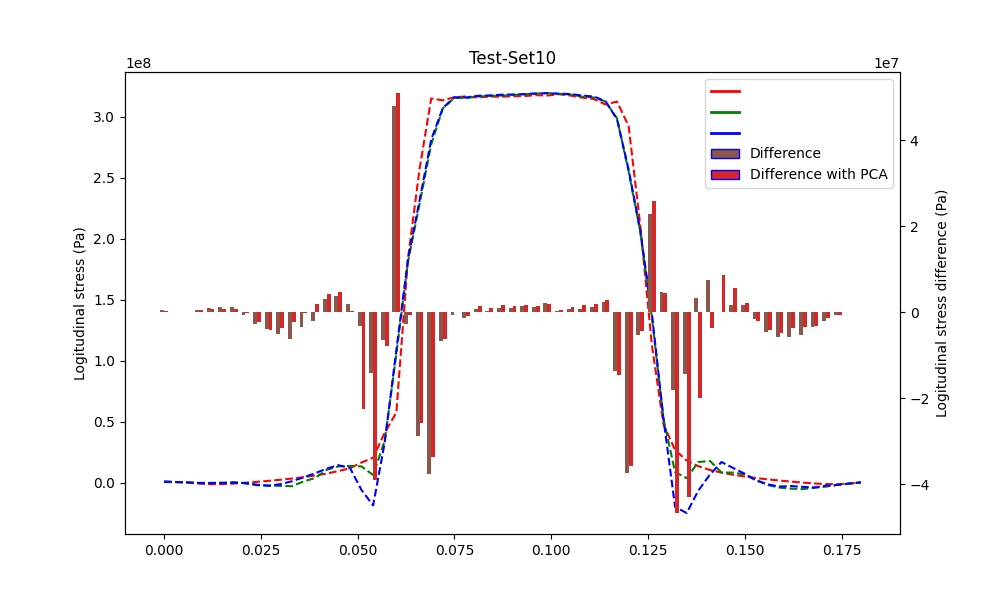 Test-Set10
1e8
1e7
3.0
2.5
2.0
1.5
1.0
0.5
0.0
Logitudinal stress (Pa)
Difference
Difference with PCA
4
2
0
−2
−4
Logitudinal stress difference (Pa)
0.000
0.025
0.050
0.075
0.100
0.125
0.150
0.175